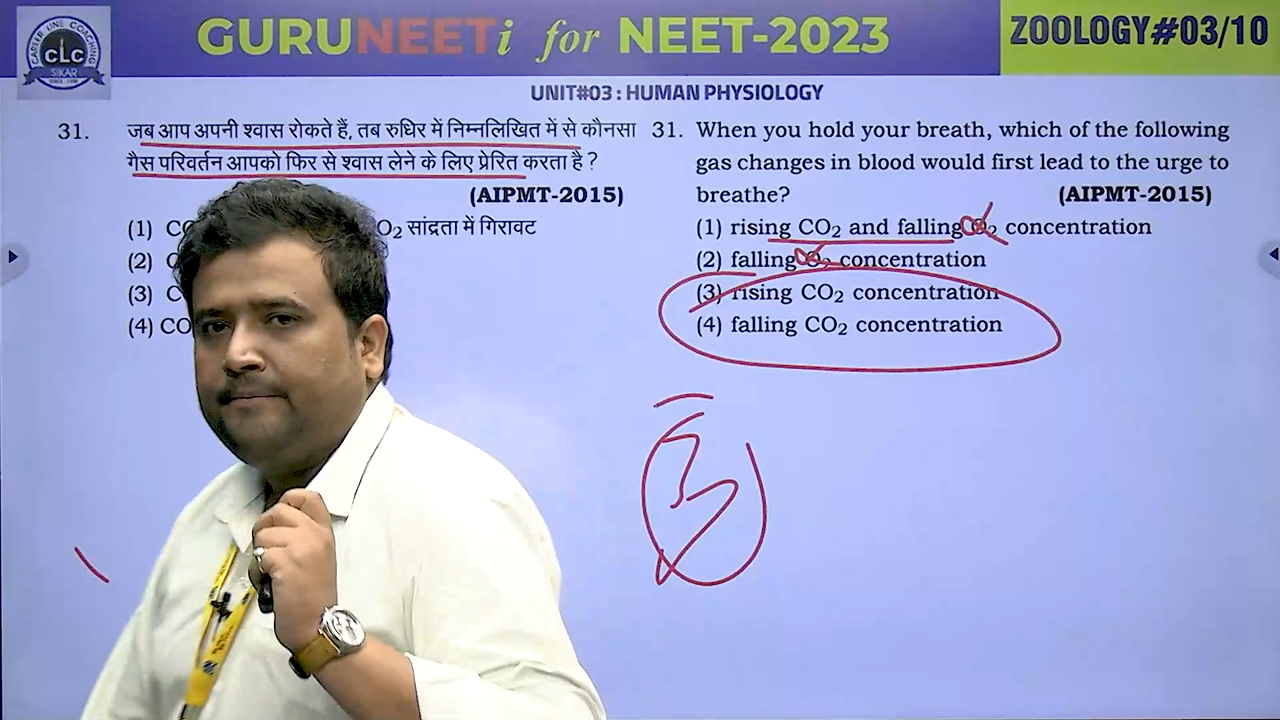 GURUNEETi for NEET-2023
ZOOLOGY#03/10
CAREER LINE COACHING
CLC
SIKAR
UNIT#03 : HUMAN PHYSIOLOGY
31. जब आप अपनी श्वास रोकते हैं, तब रुधिर में निम्नलिखित में से कौनसा
गैस परिवर्तन आपको फिर से श्वास लेने के लिए प्रेरित करता है ?
(AIPMT-2015)
(1) CO₂ सांद्रता में गिरावट
(2)
(3)
(4) CO
31. When you hold your breath, which of the following
gas changes in blood would first lead to the urge to
breathe? (AIPMT-2015)
(1) rising CO₂ and falling O₂ concentration
(2) falling O₂ concentration
(3) rising CO₂ concentration
(4) falling CO₂ concentration
3